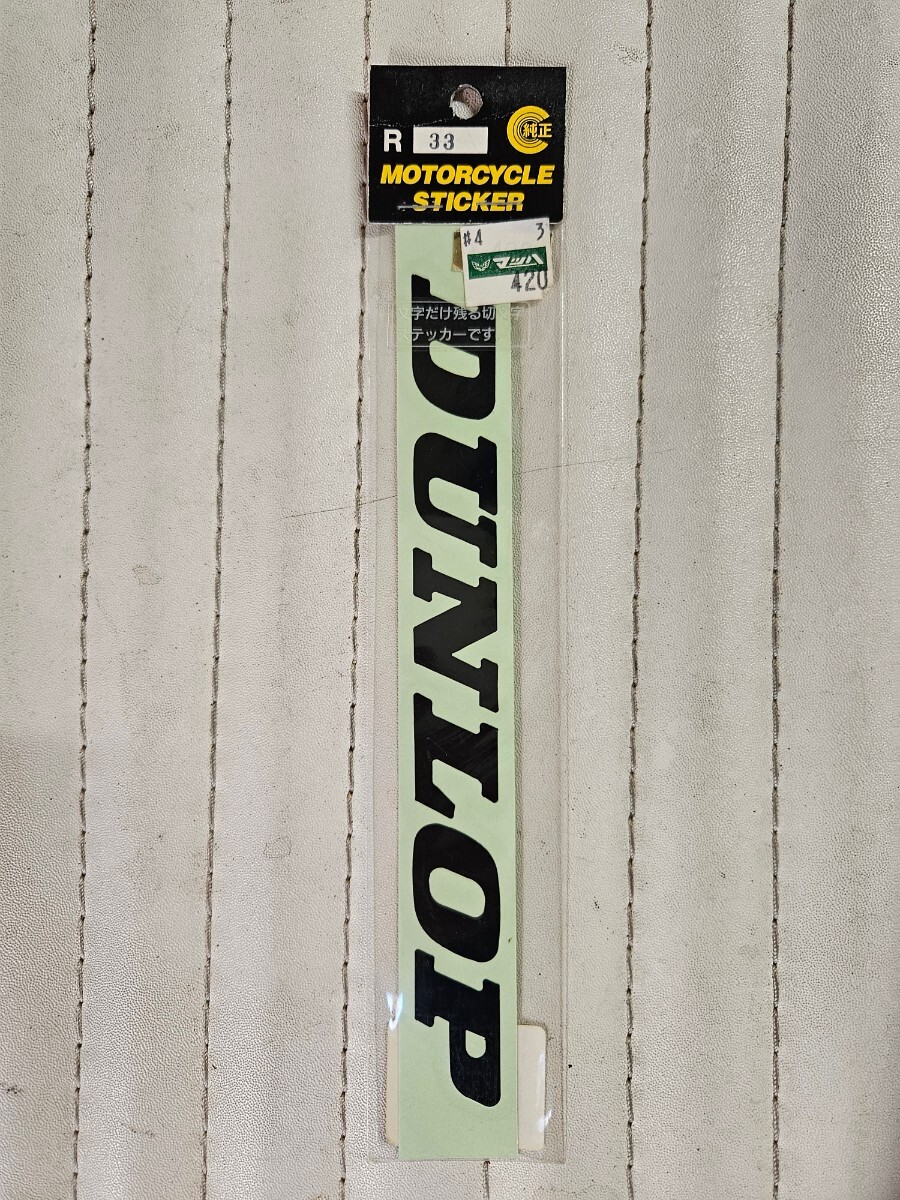 R 33
純正
MOTORCYCLE
STICKER
#4 3
マッハ
420
字だけ残る切
テッカーです
DUNLOP